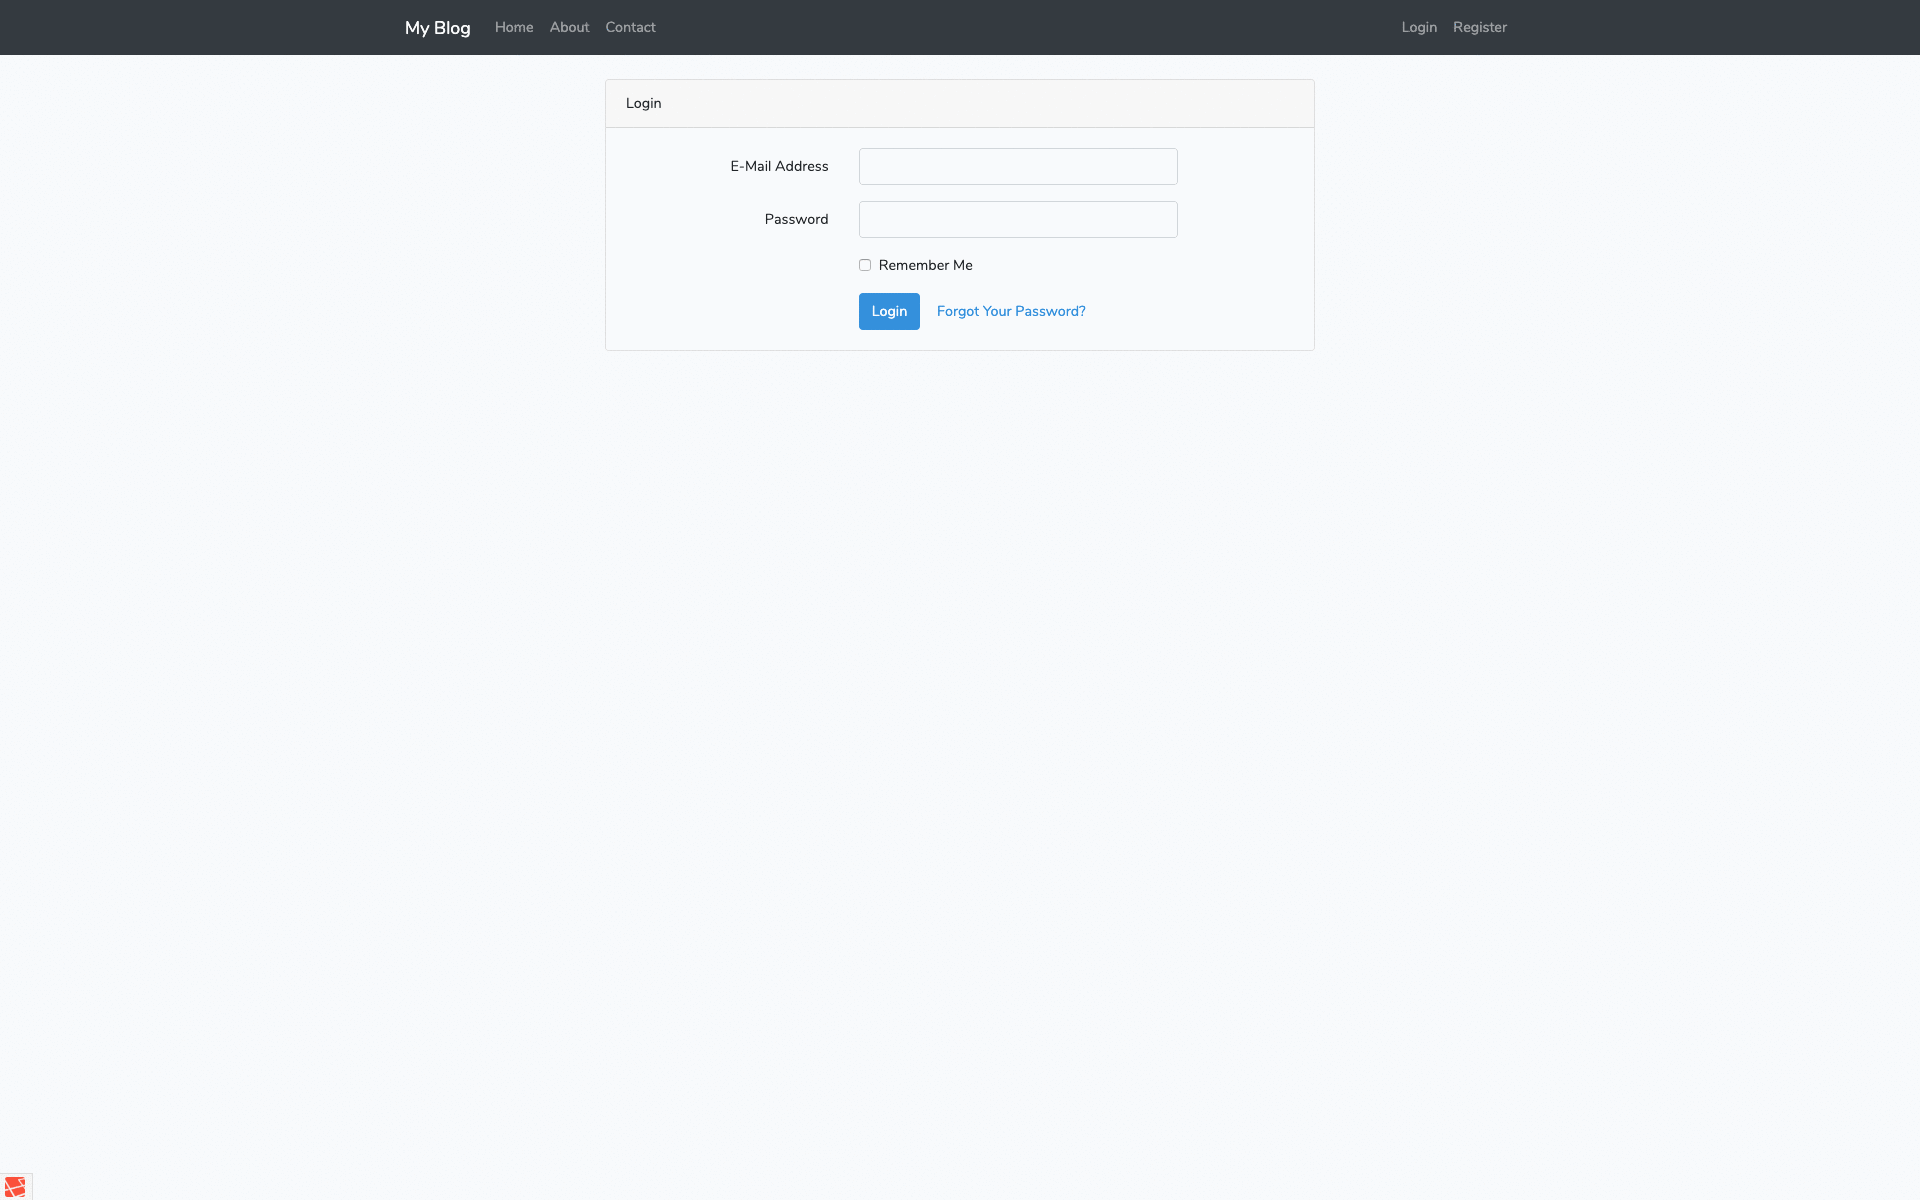 My Blog Home About Contact Login Register
Login
E-Mail Address
Password
Remember Me
Login Forgot Your Password?